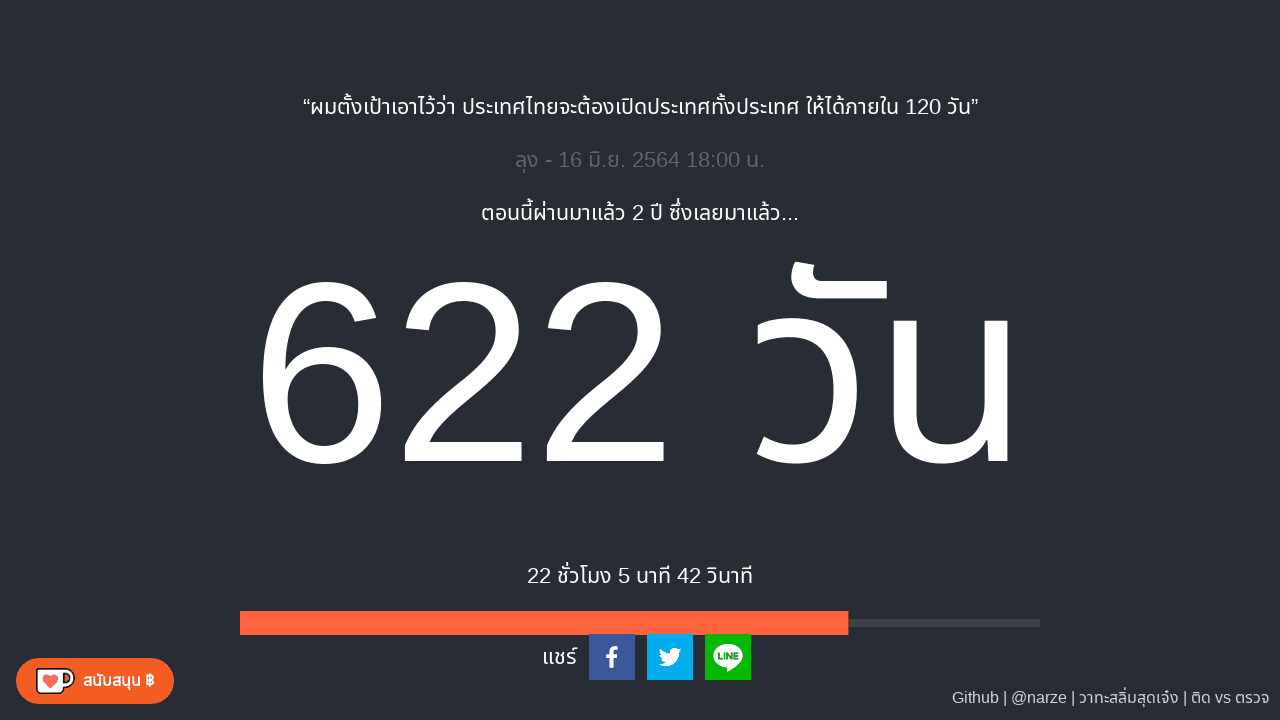 “ผมตั้งเป้าเอาไว้ว่า ประเทศไทยจะต้องเปิดประเทศทั้งประเทศ ให้ได้ภายใน 120 วัน”
ลุง - 16 มิ.ย. 2564 18:00 น.
ตอนนี้ผ่านมาแล้ว 2 ปี ซึ่งเลยมาแล้ว...
622 วัน
22 ชั่วโมง 5 นาที 42 วินาที
แชร์
LINE
สนับสนุน ฿
Github | @narze | วาทะสลิ่มสุดเจ๋ง | ติด vs ตรวจ